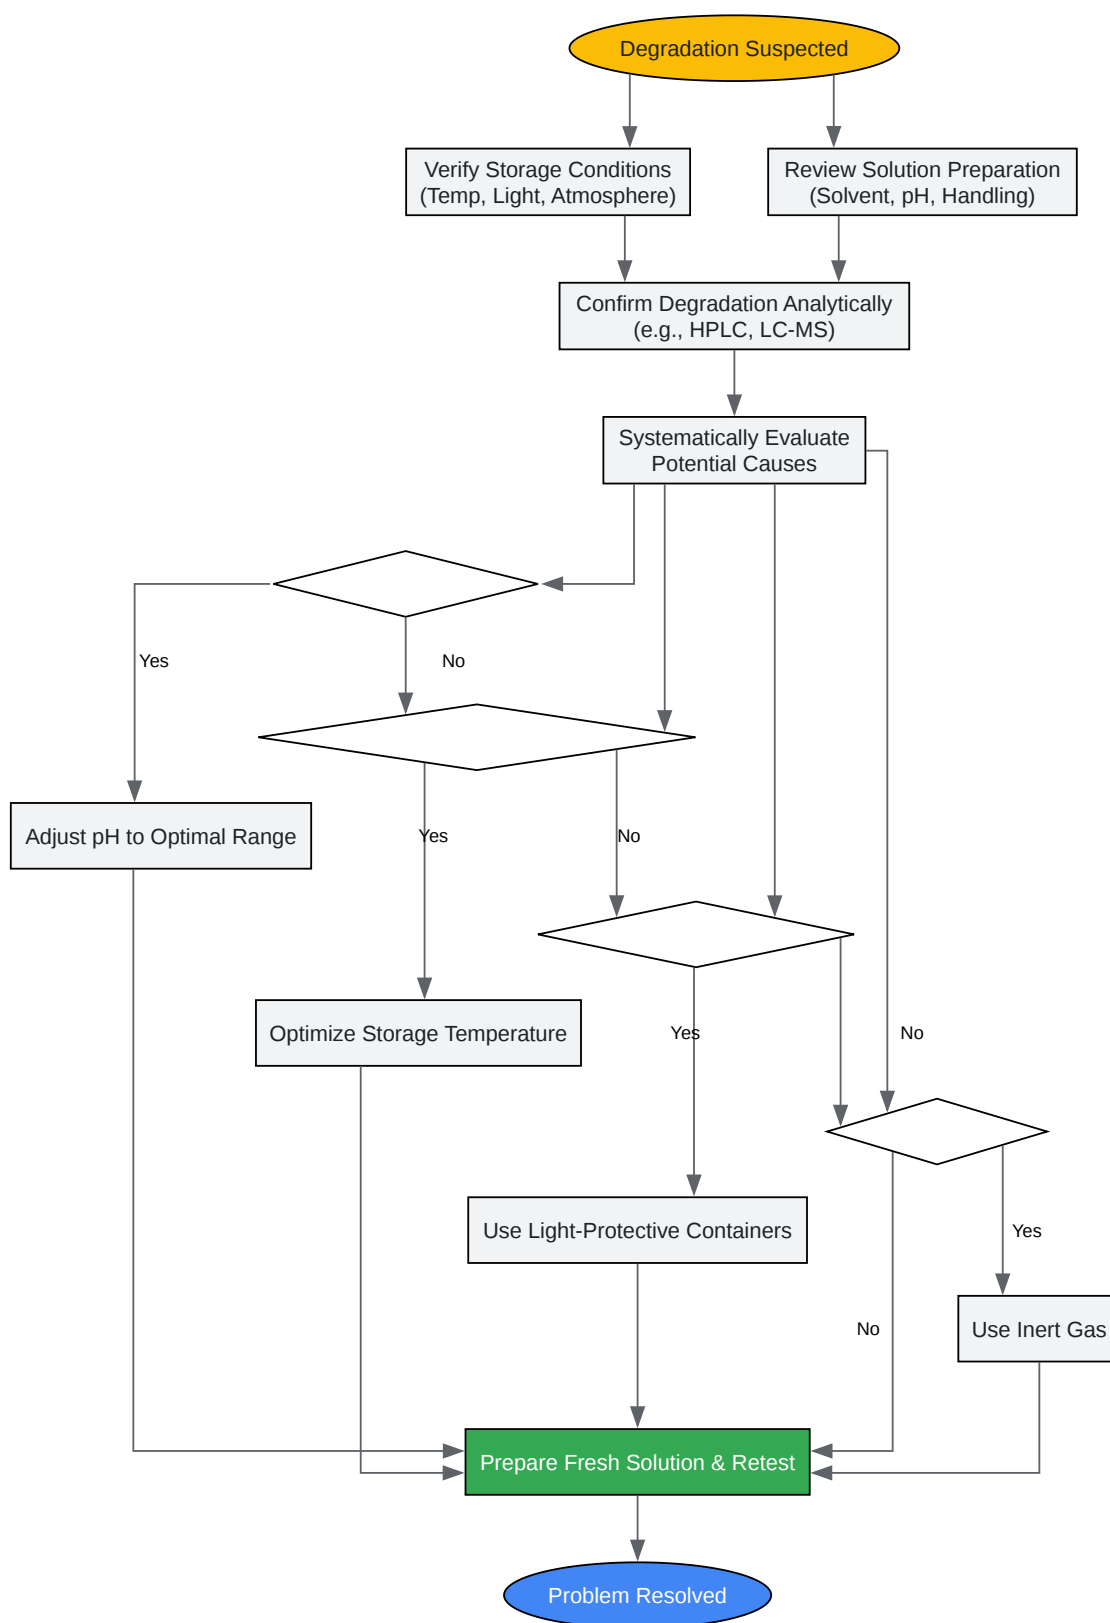 Degradation Suspected
Verify Storage Conditions
(Temp, Light, Atmosphere)
Review Solution Preparation
(Solvent, pH, Handling)
Confirm Degradation Analytically
(e.g., HPLC, LC-MS)
Systematically Evaluate
Potential Causes
Yes
No
Adjust pH to Optimal Range
Yes
No
Optimize Storage Temperature
Yes
No
Use Light-Protective Containers
Yes
No
Use Inert Gas
Prepare Fresh Solution & Retest
Problem Resolved